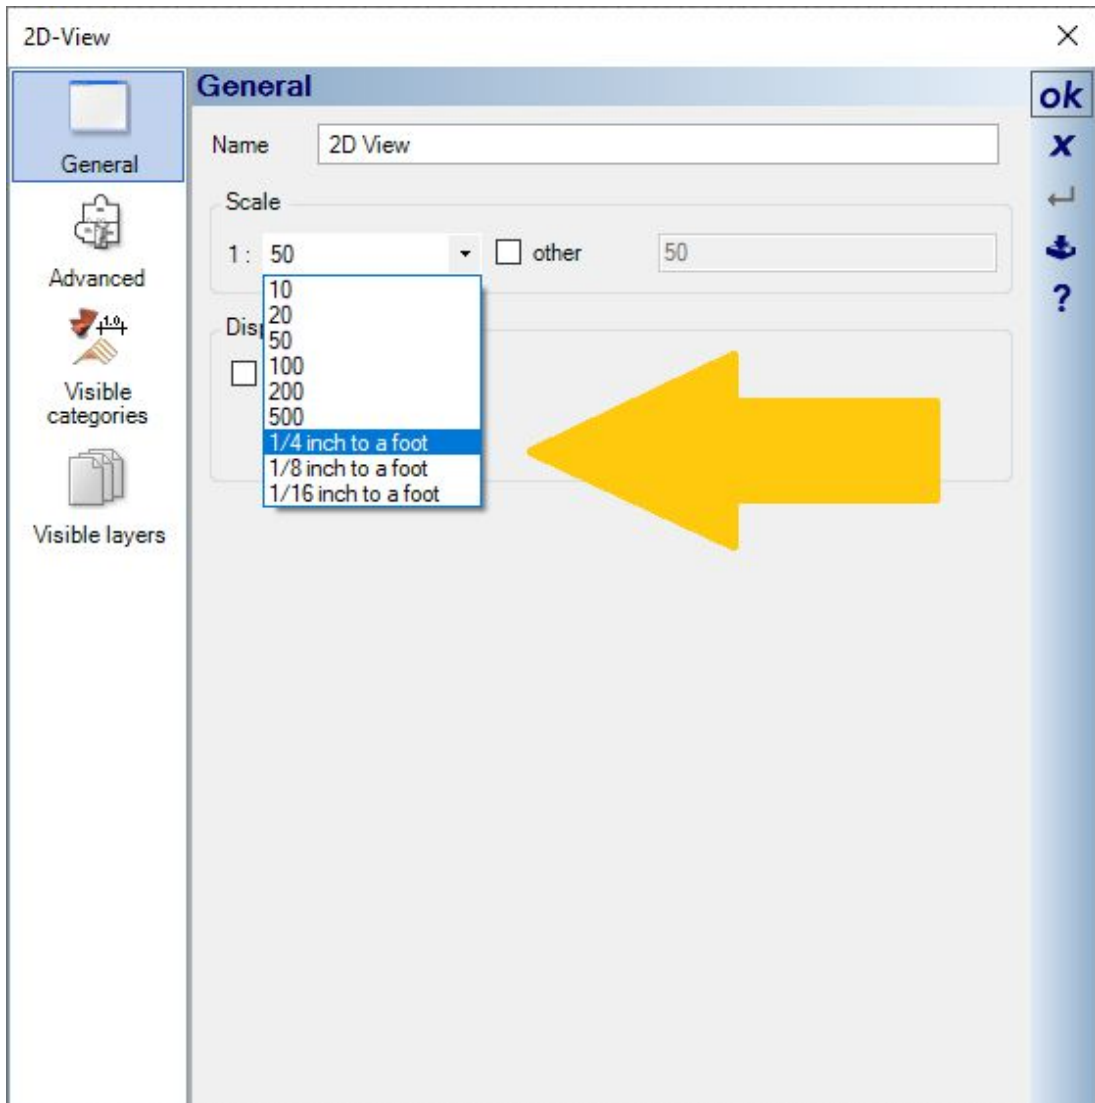 2D-View
General
Advanced
1.0
Visible
categories
Visible layers
General
Name 2D View
Scale
1 : 50 other 50
10
20
50
100
200
500
1/4 inch to a foot
1/8 inch to a foot
1/16 inch to a foot
ok
x
?